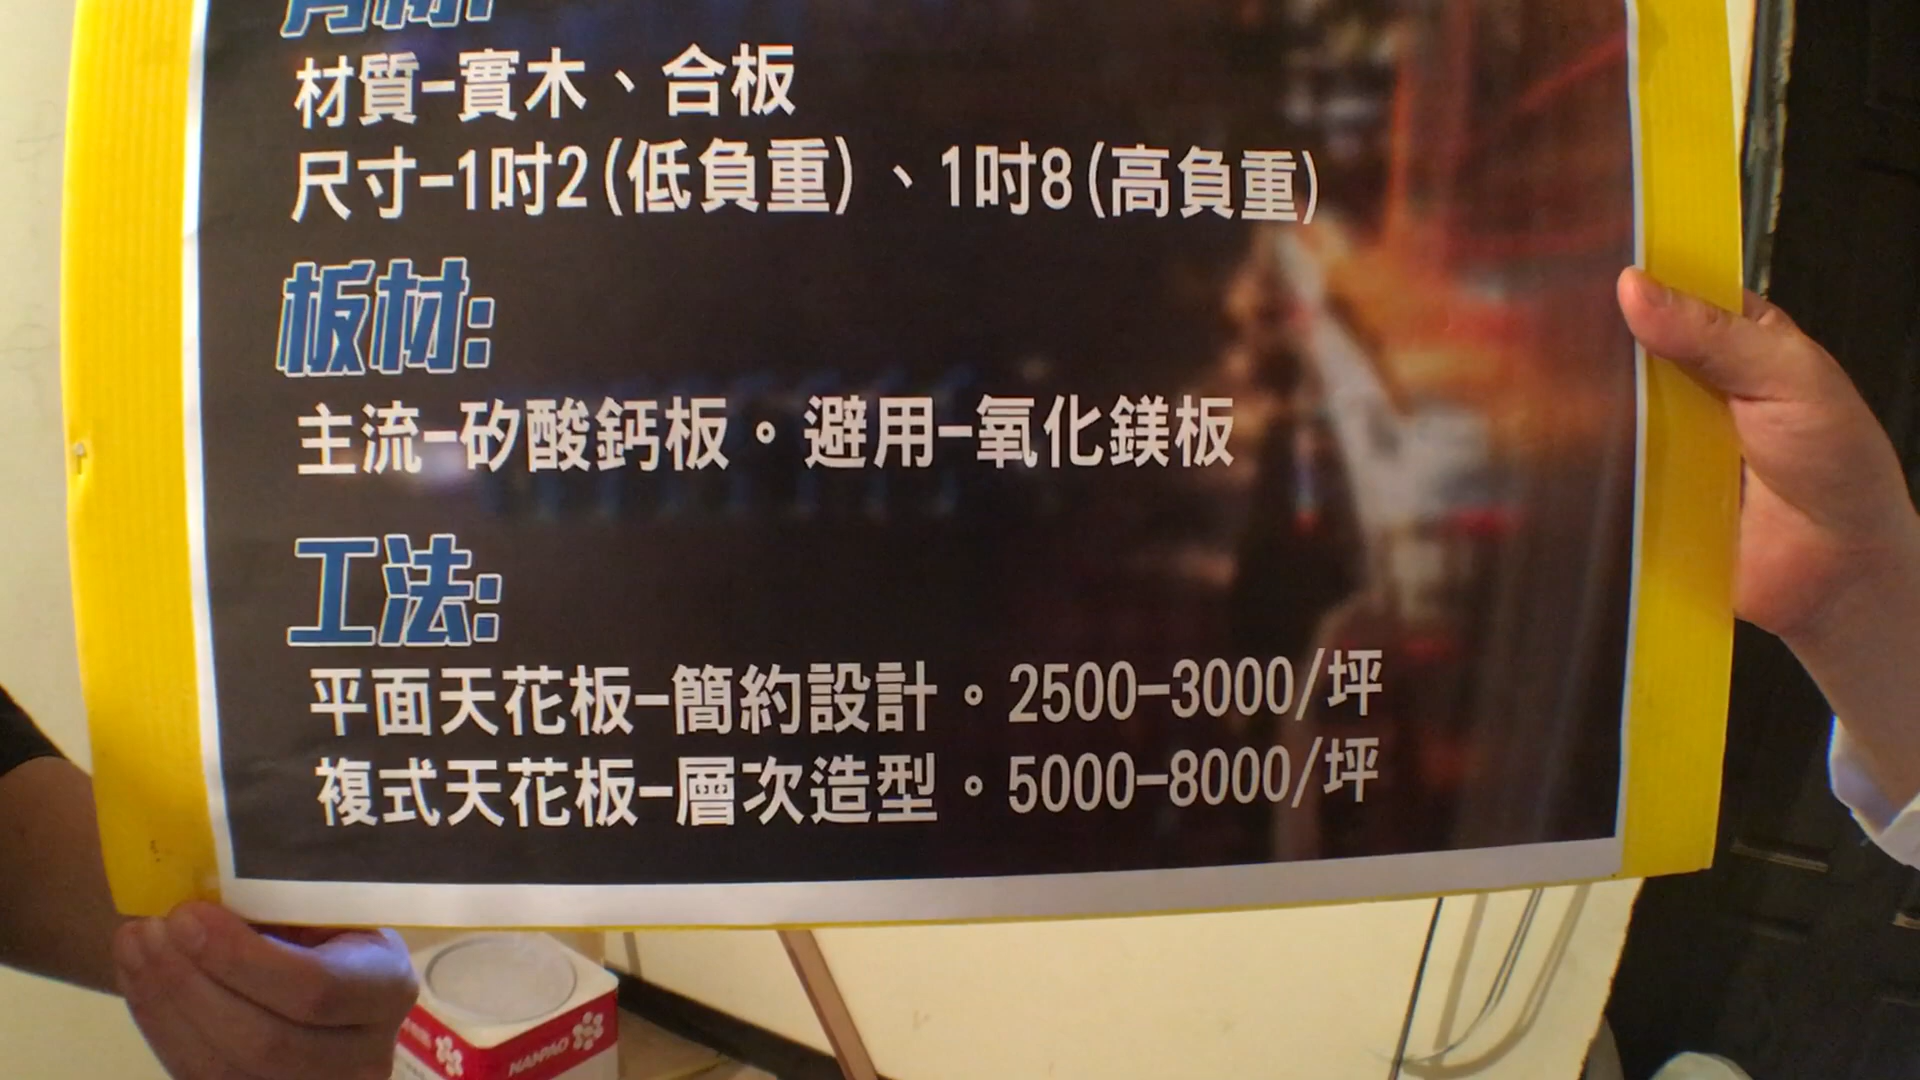 材質-實木、合板
尺寸-1吋2(低負重)、1吋8(高負重)
板材:
主流-矽酸鈣板。避用-氧化鎂板
工法:
平面天花板-簡約設計。2500-3000/坪
複式天花板-層次造型。5000-8000/坪
NANPAO